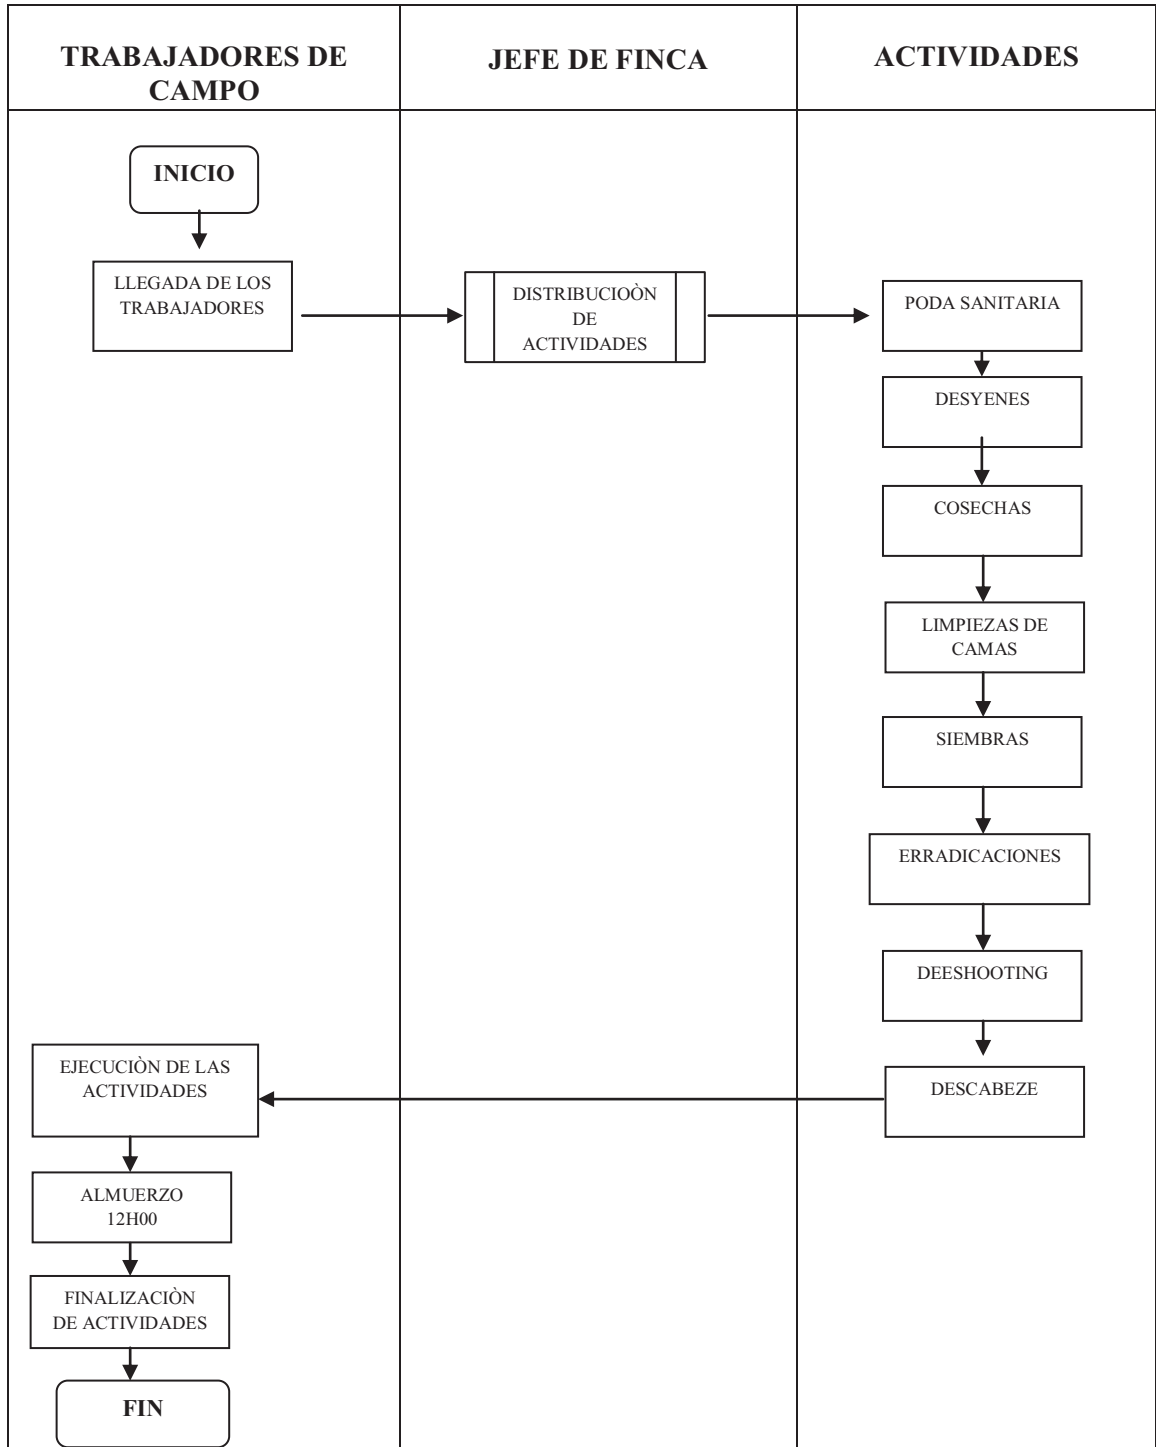 TRABAJADORES DE
CAMPO
JEFE DE FINCA
ACTIVIDADES
INICIO
LLEGADA DE LOS
TRABAJADORES
DISTRIBUCIOÒN
DE
ACTIVIDADES
PODA SANITARIA
DESYENES
COSECHAS
LIMPIEZAS DE
CAMAS
SIEMBRAS
ERRADICACIONES
DEESHOOTING
DESCABEZE
EJECUCIÒN DE LAS
ACTIVIDADES
ALMUERZO
12H00
FINALIZACIÒN
DE ACTIVIDADES
FIN